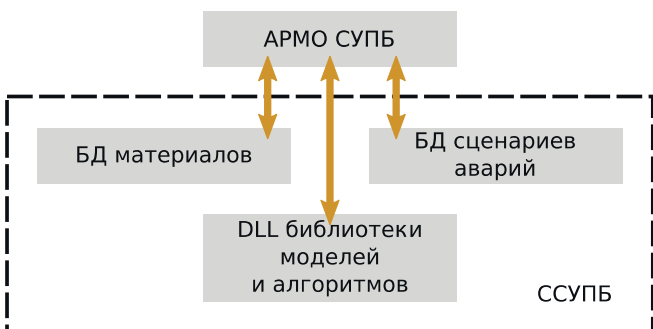 АРМО СУПБ
БД материалов
БД сценариев
аварий
DLL библиотеки
моделей
и алгоритмов
ССУПБ